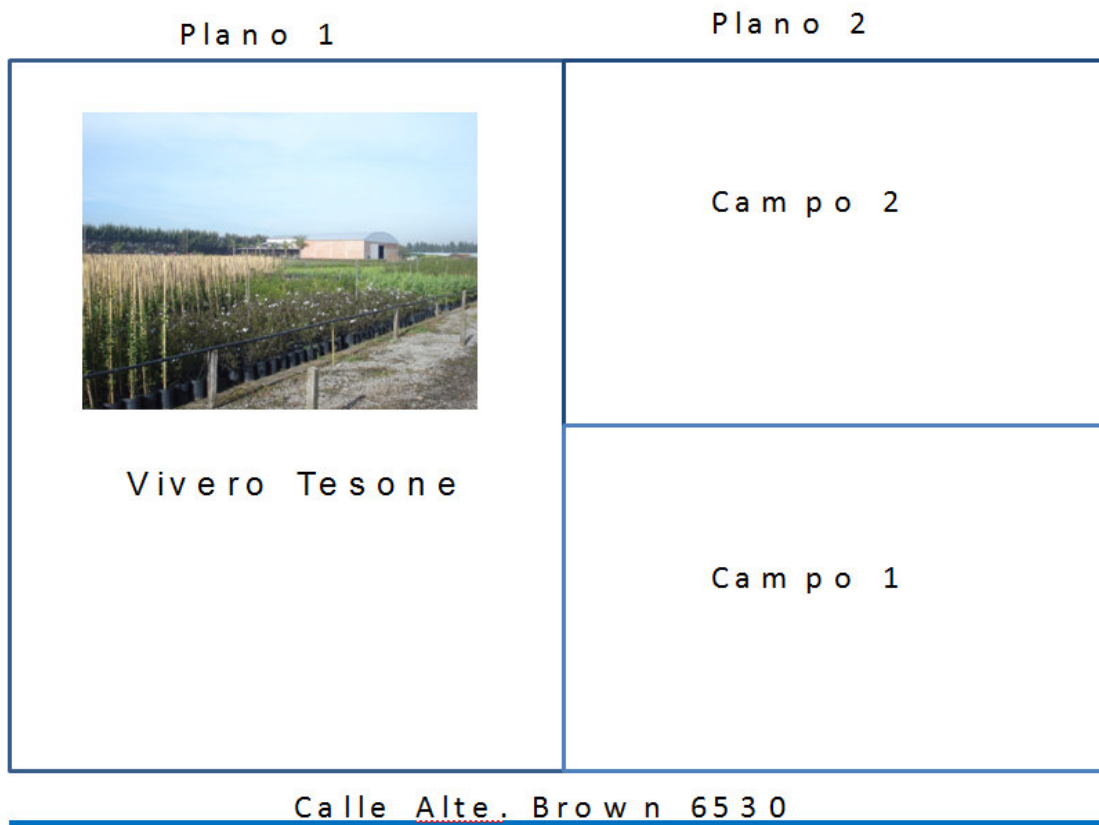 Plano 1
Plano 2
Campo 2
Vivero Tesone
Campo 1
Calle Alte. Brown 6530